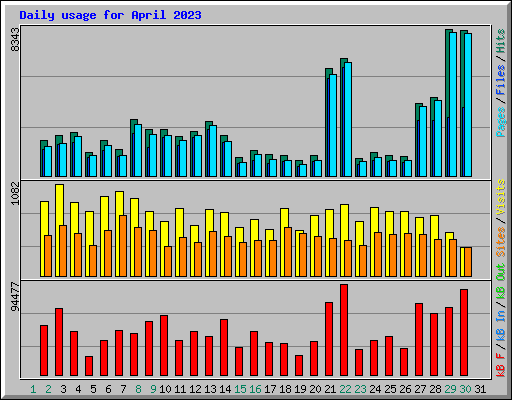 Daily usage for April 2023
8343
Pages / Files / Hits
1082
Sites / Visits
94477
kB F / kB In / kB Out
1 2 3 4 5 6 7 8 9 10 11 12 13 14 15 16 17 18 19 20 21 22 23 24 25 26 27 28 29 30 31